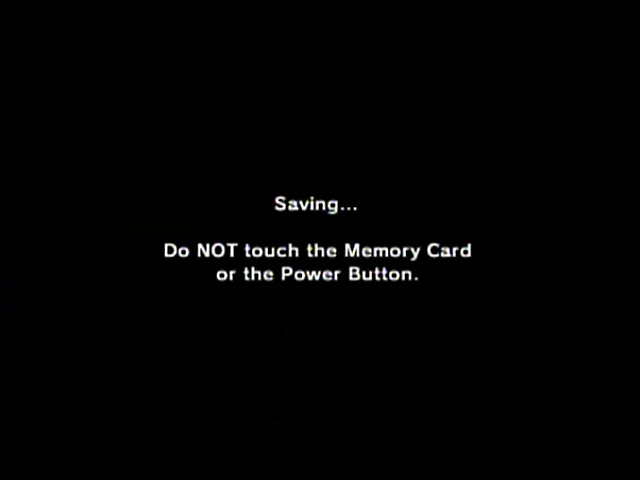 Saving...
Do NOT touch the Memory Card
or the Power Button.